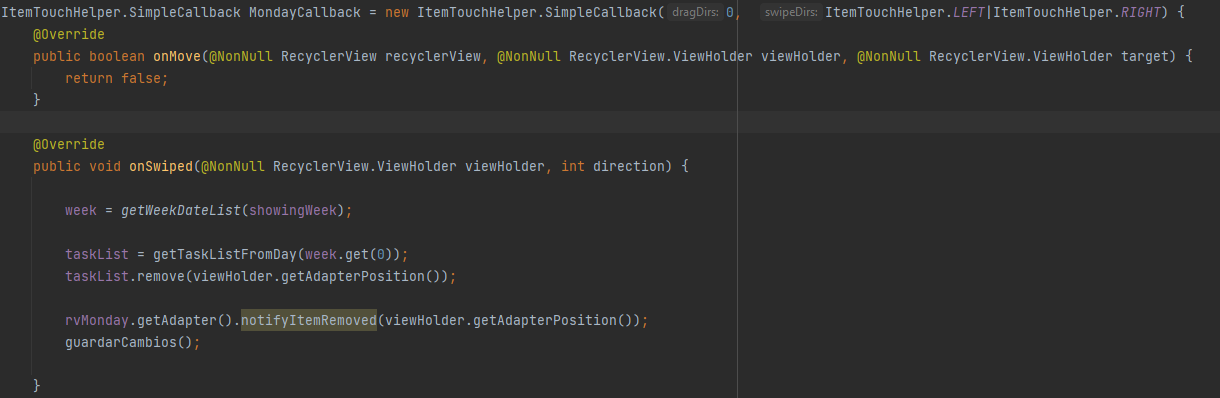 ItemTouchHelper.SimpleCallback MondayCallback = new ItemTouchHelper.SimpleCallback( dragDirs: 0, swipeDirs: ItemTouchHelper.LEFT|ItemTouchHelper.RIGHT) {
@Override
public boolean onMove(@NonNull RecyclerView recyclerView, @NonNull RecyclerView.ViewHolder viewHolder, @NonNull RecyclerView.ViewHolder target) {
return false;
}
@Override
public void onSwiped(@NonNull RecyclerView.ViewHolder viewHolder, int direction) {
week = getWeekDateList(showingWeek);
taskList = getTaskListFromDay(week.get(0));
taskList.remove(viewHolder.getAdapterPosition());
rvMonday.getAdapter().notifyItemRemoved(viewHolder.getAdapterPosition());
guardarCambios();
}